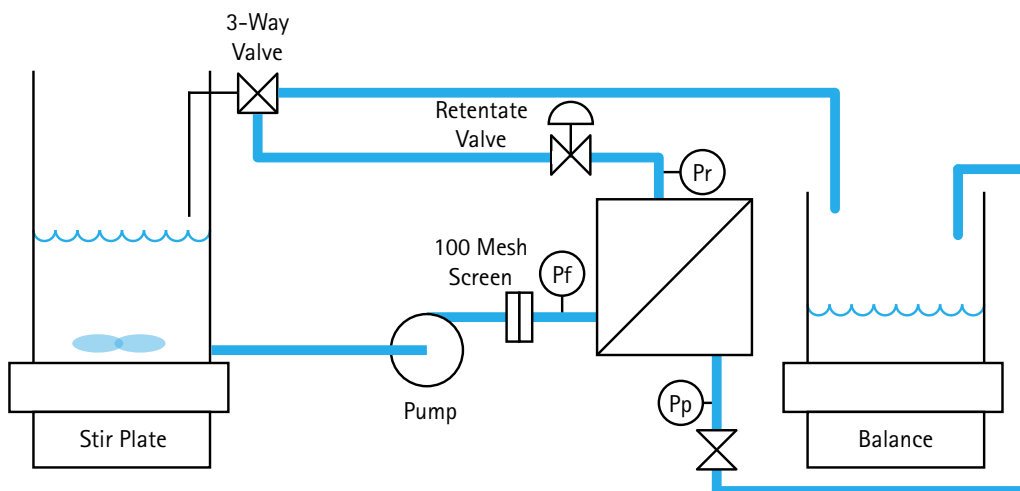 3-Way
Valve
Retentate
Valve
Pr
100 Mesh
Screen
Pf
Pump
Pp
Stir Plate
Balance